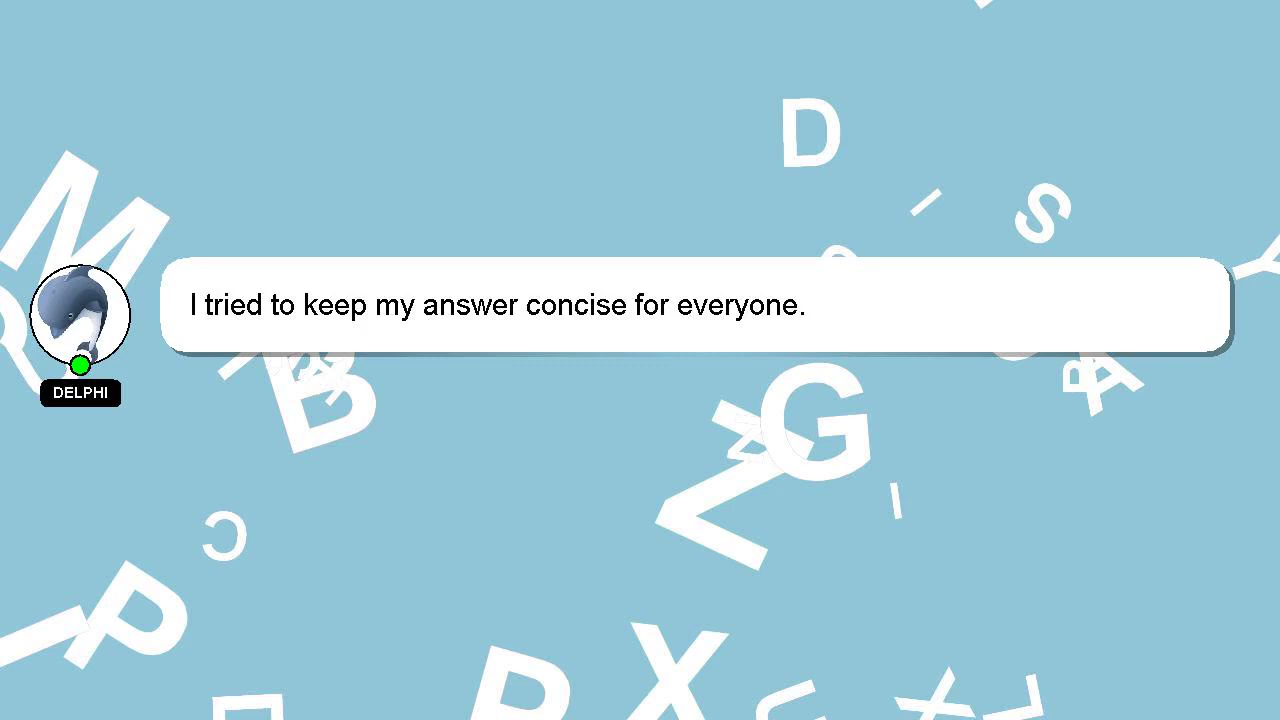 I tried to keep my answer concise for everyone.
DELPHI
D
I
S
M
B
G
Z
A
C
I
P
X